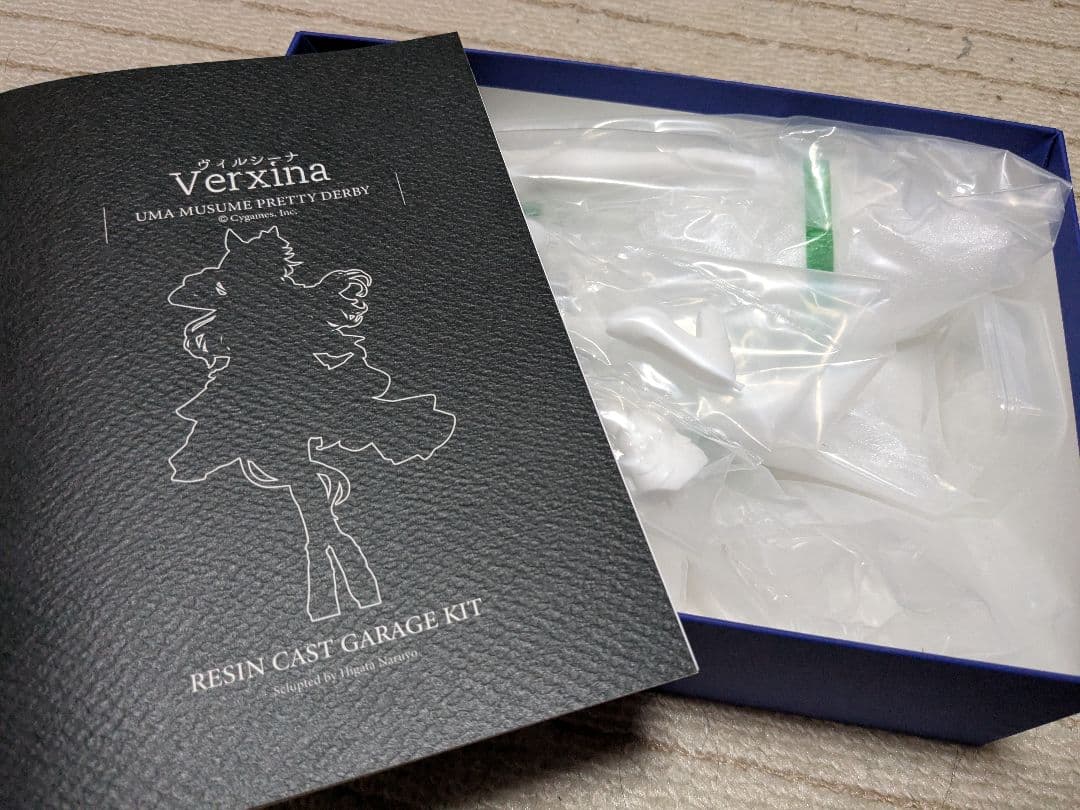 ヴィルシーナ
Verxina
UMA MUSUME PRETTY DERBY
© Cygames, Inc.
RESIN CAST GARAGE KIT
Sclupted by Higata Naruyo